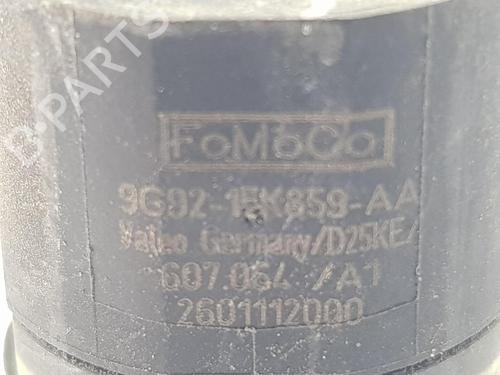 FoMoCo
9G92-15K859-AA
Valeo Germany/D25KE/
607.064 /A1
2601112000
B-PARTS